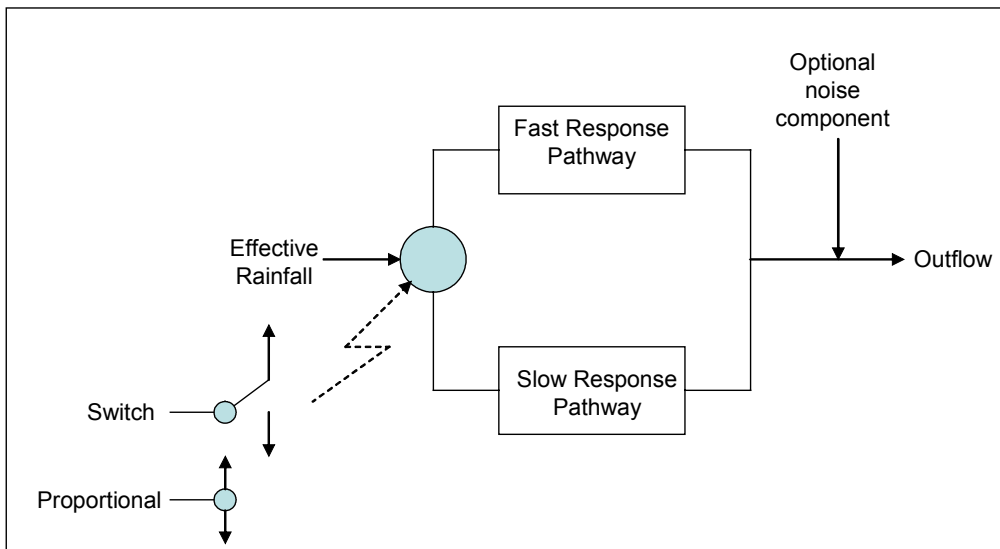 Optional
noise
component
Fast Response
Pathway
Effective
Rainfall
Outflow
Slow Response
Pathway
Switch
Proportional